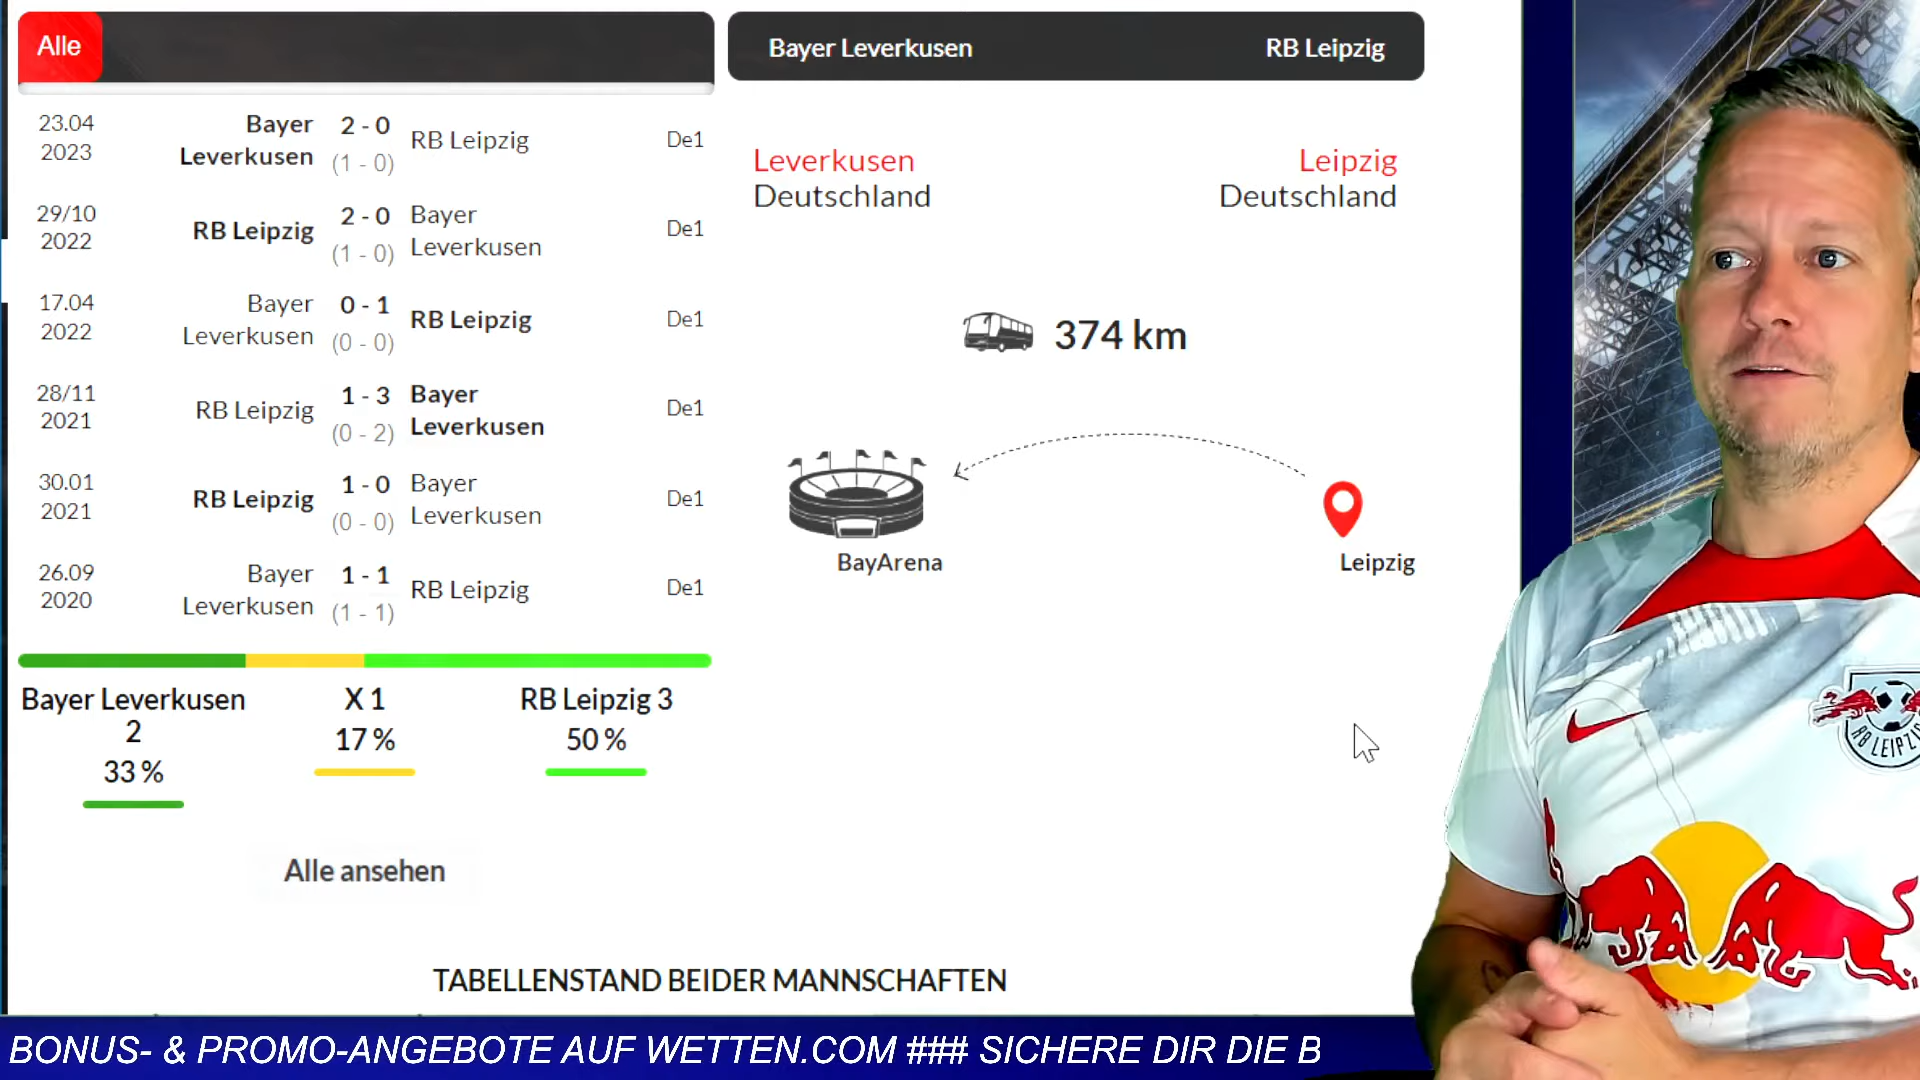 Alle
Bayer Leverkusen RB Leipzig
23.04 2023 Bayer Leverkusen 2 - 0 (1 - 0) RB Leipzig De1
29/10 2022 RB Leipzig 2 - 0 (1 - 0) Bayer Leverkusen De1
17.04 2022 Bayer Leverkusen 0 - 1 (0 - 0) RB Leipzig De1
28/11 2021 RB Leipzig 1 - 3 (0 - 2) Bayer Leverkusen De1
30.01 2021 RB Leipzig 1 - 0 (0 - 0) Bayer Leverkusen De1
26.09 2020 Bayer Leverkusen 1 - 1 (1 - 1) RB Leipzig De1
Bayer Leverkusen 2 33 %
X 1 17 %
RB Leipzig 3 50 %
Alle ansehen
Leverkusen Leipzig
Deutschland Deutschland
374 km
BayArena Leipzig
TABELLENSTAND BEIDER MANNSCHAFTEN
RB LEIPZIG
BONUS- & PROMO-ANGEBOTE AUF WETTEN.COM ### SICHERE DIR DIE B